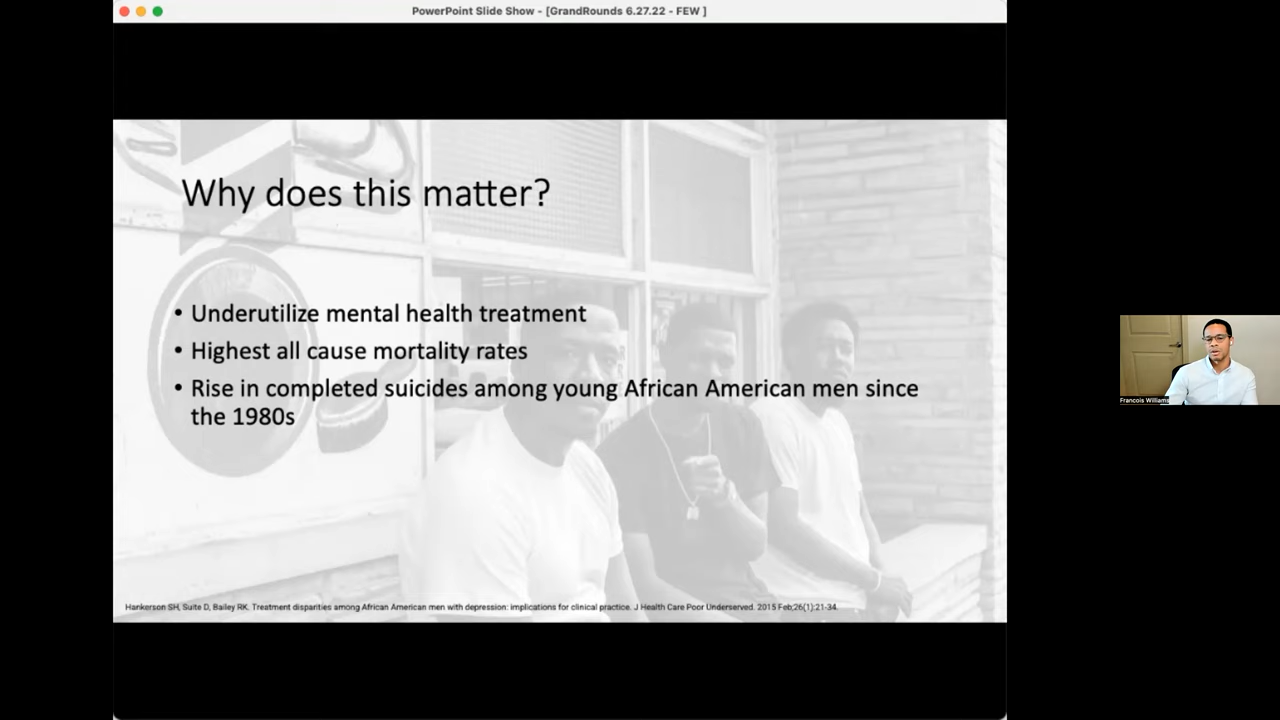 PowerPoint Slide Show - [GrandRounds 6.27.22 - FEW ]
Why does this matter?
• Underutilize mental health treatment
• Highest all cause mortality rates
• Rise in completed suicides among young African American men since
the 1980s
Francois Williams
Hankerson SH, Suite D, Bailey RK. Treatment disparities among African American men with depression: implications for clinical practice. J Health Care Poor Underserved. 2015 Feb;26(1):21-34.